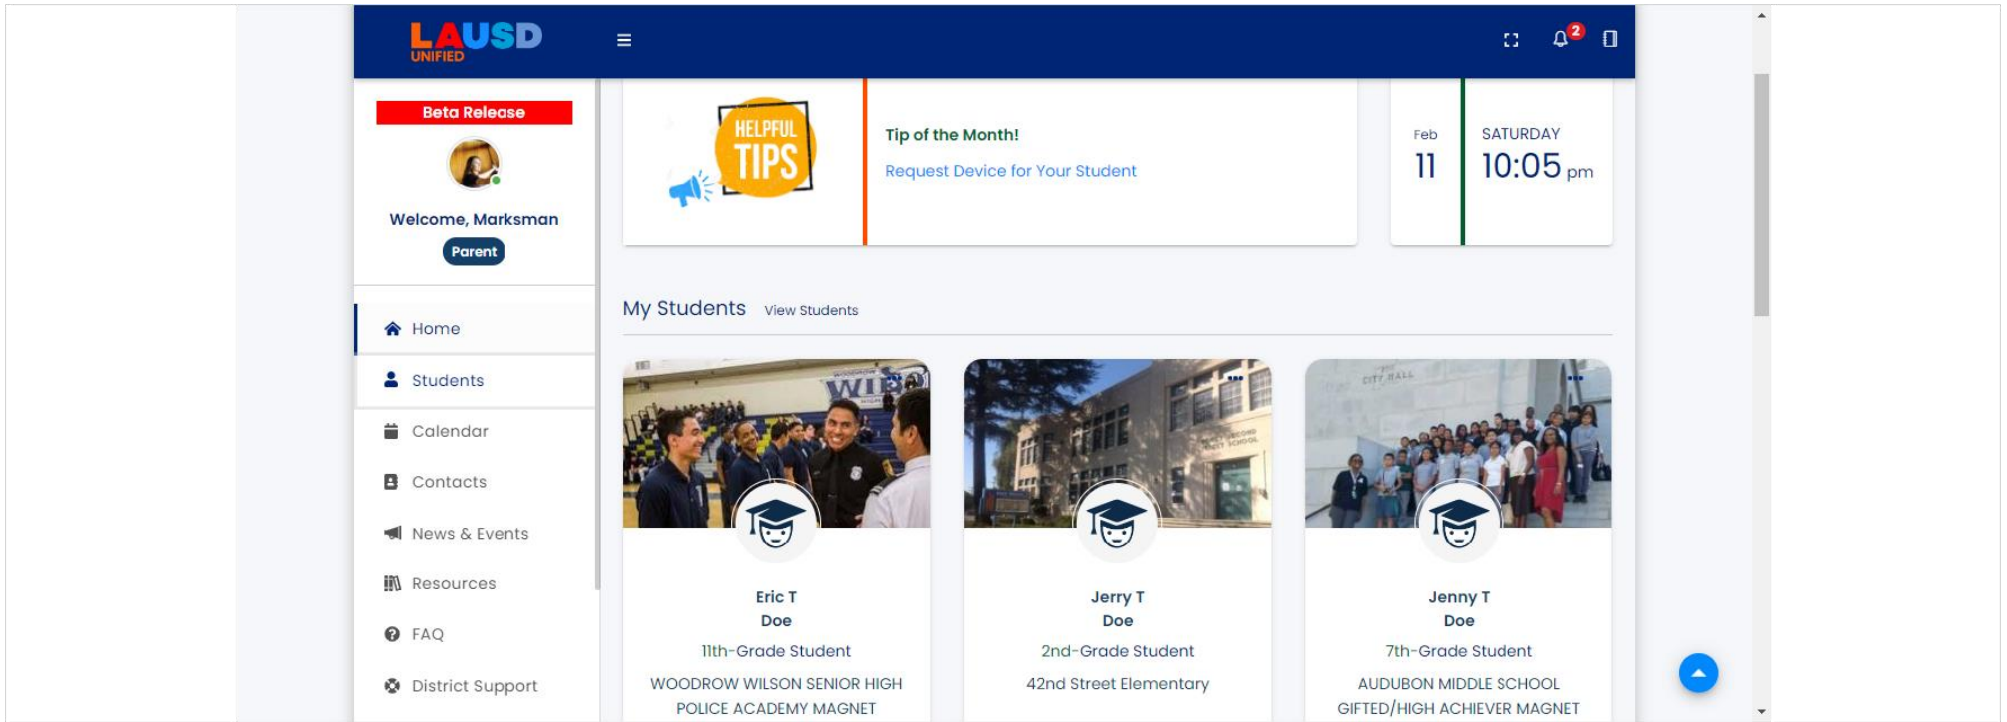 LAUSD
UNIFIED
2
Beta Release
Welcome, Marksman
Parent
Home
Students
Calendar
Contacts
News & Events
Resources
FAQ
District Support
HELPFUL
TIPS
Tip of the Month!
Request Device for Your Student
Feb
11
SATURDAY
10:05 pm
My Students View Students
CITY HALL
Eric T
Doe
11th-Grade Student
WOODROW WILSON SENIOR HIGH
POLICE ACADEMY MAGNET
Jerry T
Doe
2nd-Grade Student
42nd Street Elementary
Jenny T
Doe
7th-Grade Student
AUDUBON MIDDLE SCHOOL
GIFTED/HIGH ACHIEVER MAGNET